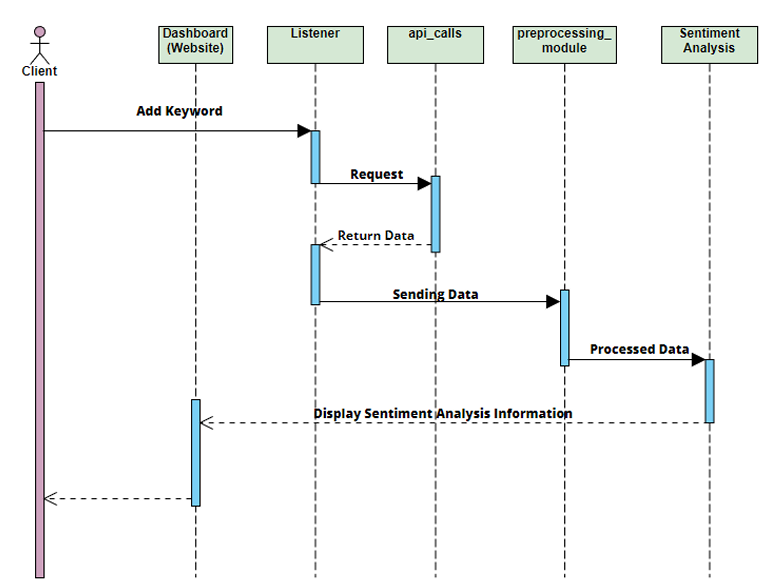 Client
Dashboard
(Website)
Listener
api_calls
preprocessing_
module
Sentiment
Analysis
Add Keyword
Request
Return Data
Sending Data
Processed Data
Display Sentiment Analysis Information